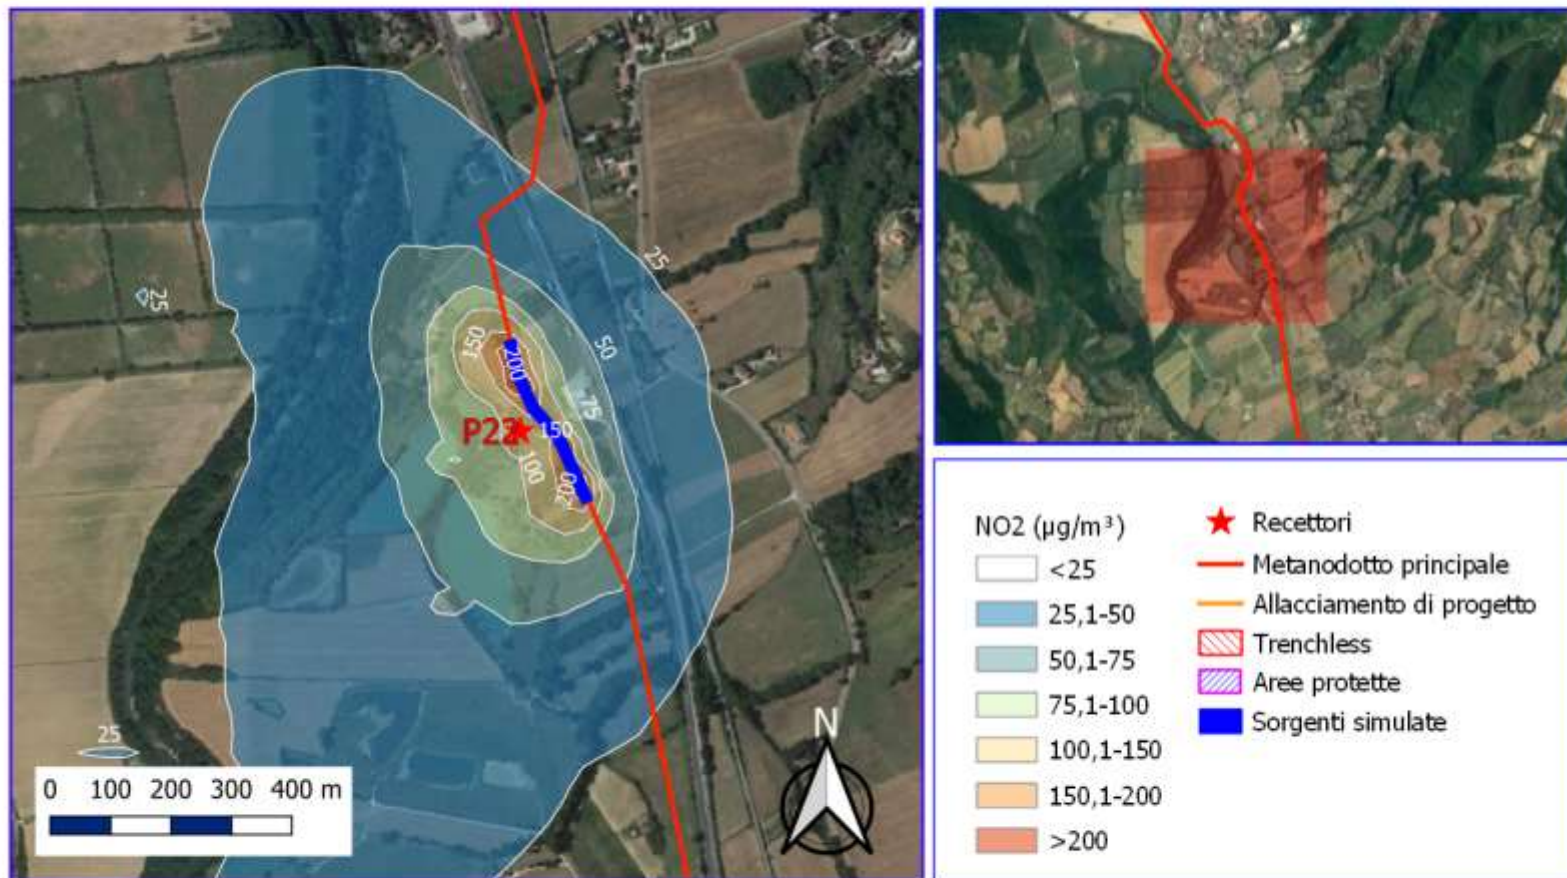 25
25
50
150
200
75
P22
150
100
200
25
N
0 100 200 300 400 m
NO2 (µg/m³)
<25
25,1-50
50,1-75
75,1-100
100,1-150
150,1-200
>200
Recettori
Metanodotto principale
Allacciamento di progetto
Trenchless
Aree protette
Sorgenti simulate